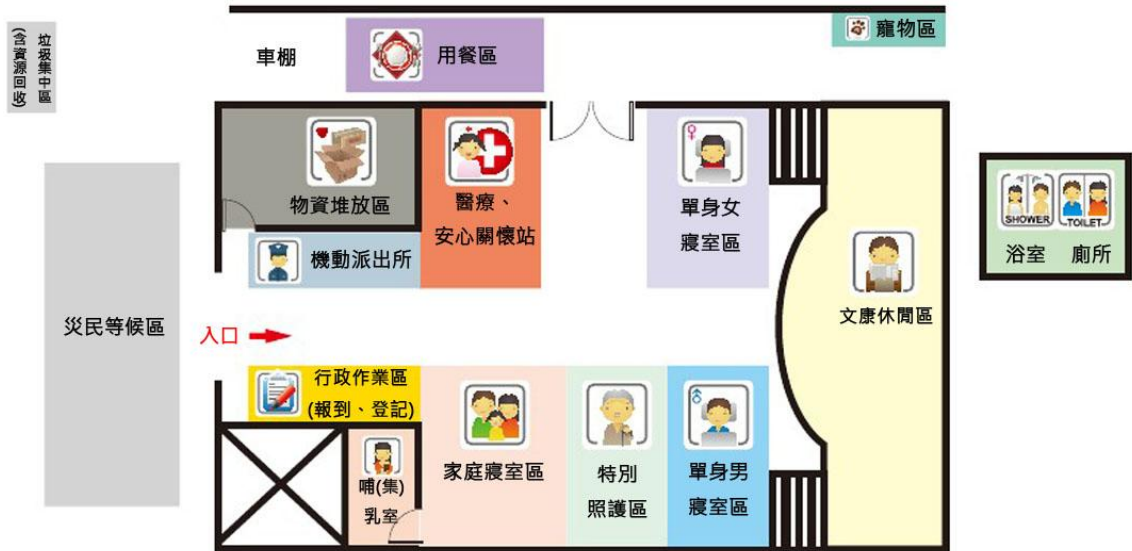 垃圾集中區
(含資源回收)
車棚
用餐區
寵物區
物資堆放區
醫療、
安心關懷站
單身女
寢室區
機動派出所
SHOWER
TOILET
浴室 廁所
文康休閒區
災民等候區
入口
行政作業區
(報到、登記)
哺(集)
乳室
家庭寢室區
特別
照護區
單身男
寢室區